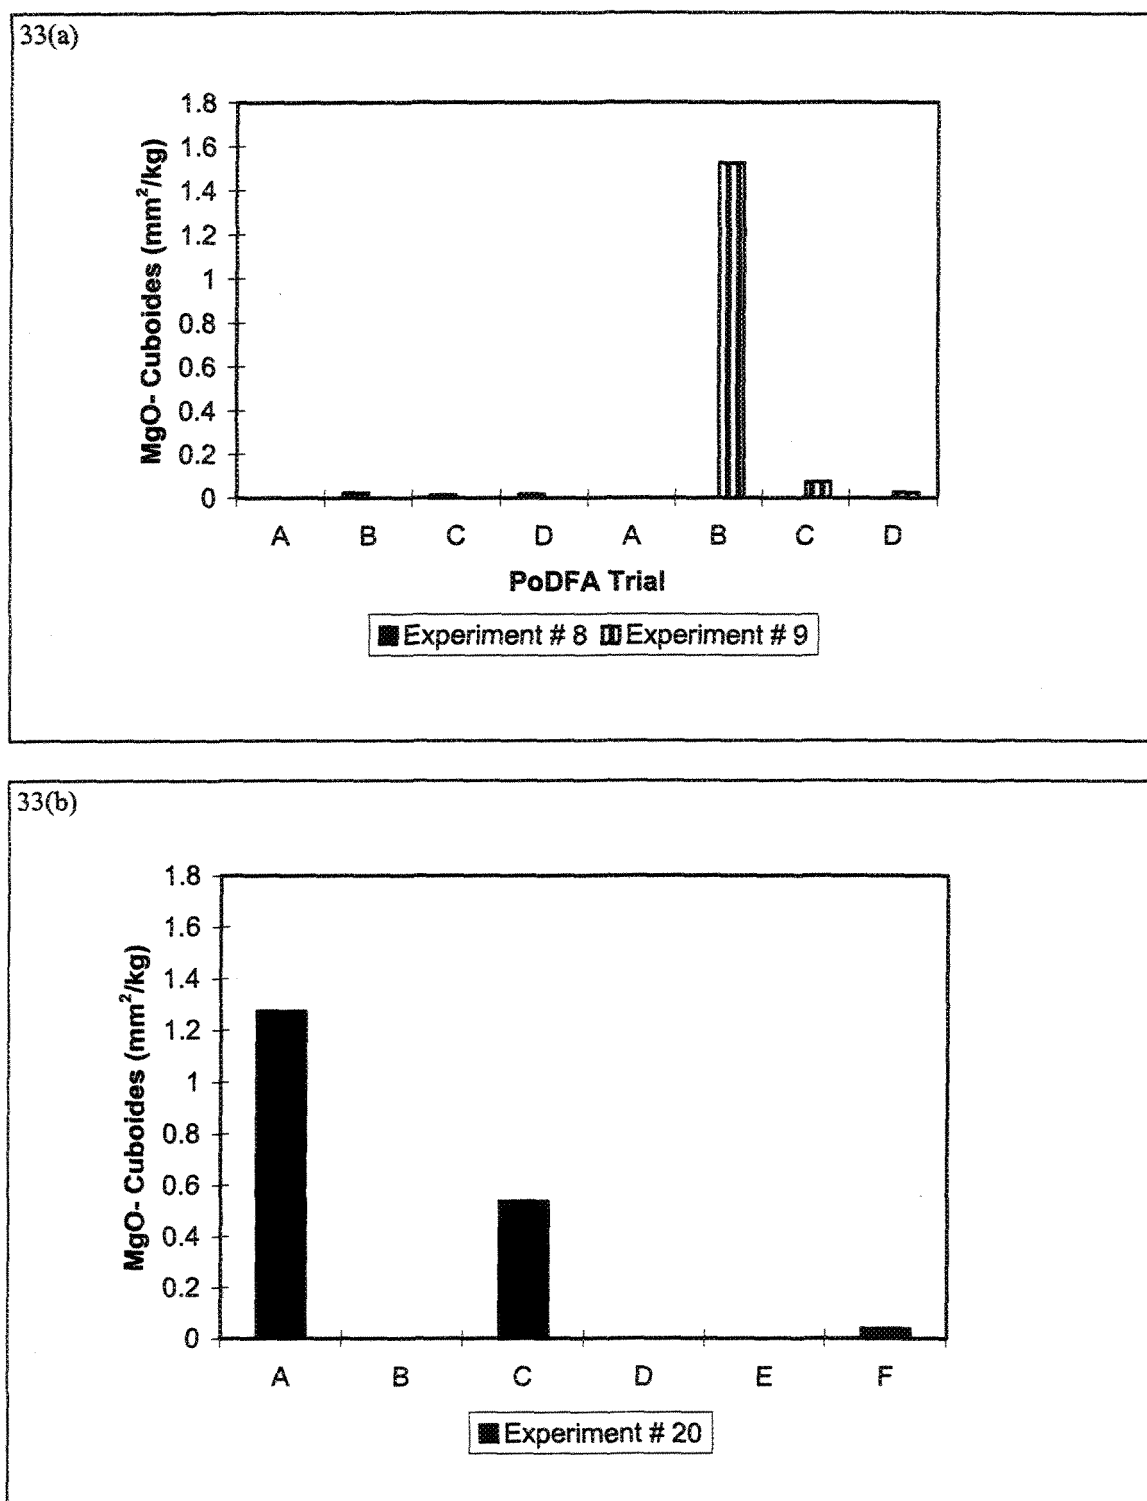 33(a)
MgO- Cuboides (mm²/kg)
1.8
1.6
1.4
1.2
1
0.8
0.6
0.4
0.2
0
A B C D A B C D
PoDFA Trial
Experiment # 8 Experiment # 9
33(b)
MgO- Cuboides (mm²/kg)
1.8
1.6
1.4
1.2
1
0.8
0.6
0.4
0.2
0
A B C D E F
Experiment # 20